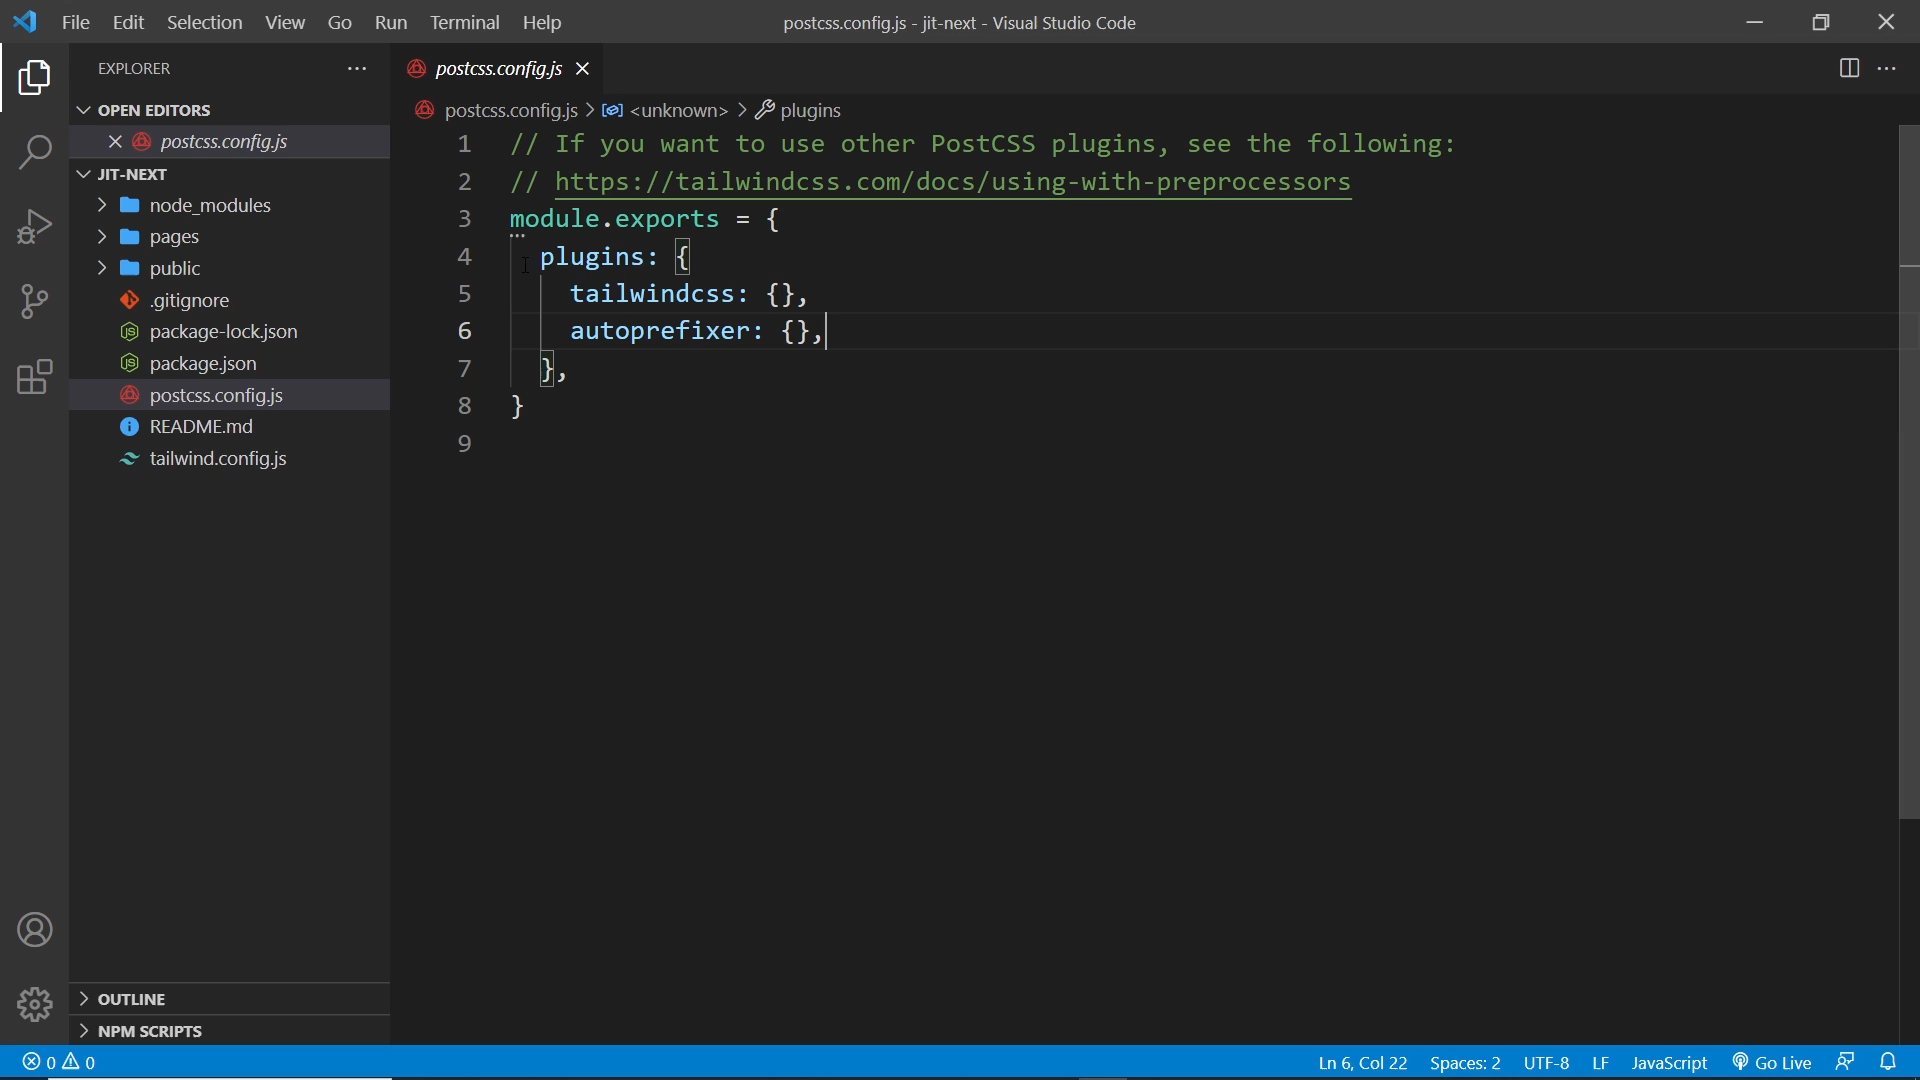 File Edit Selection View Go Run Terminal Help
postcss.config.js - jit-next - Visual Studio Code
EXPLORER
OPEN EDITORS
postcss.config.js
JIT-NEXT
node_modules
pages
public
.gitignore
package-lock.json
package.json
postcss.config.js
README.md
tailwind.config.js
OUTLINE
NPM SCRIPTS
postcss.config.js
postcss.config.js > <unknown> > plugins
1 // If you want to use other PostCSS plugins, see the following:
2 // https://tailwindcss.com/docs/using-with-preprocessors
3 module.exports = {
4 plugins: {
5 tailwindcss: {},
6 autoprefixer: {},
7 },
8 }
9
0 0
Ln 6, Col 22 Spaces: 2 UTF-8 LF JavaScript Go Live